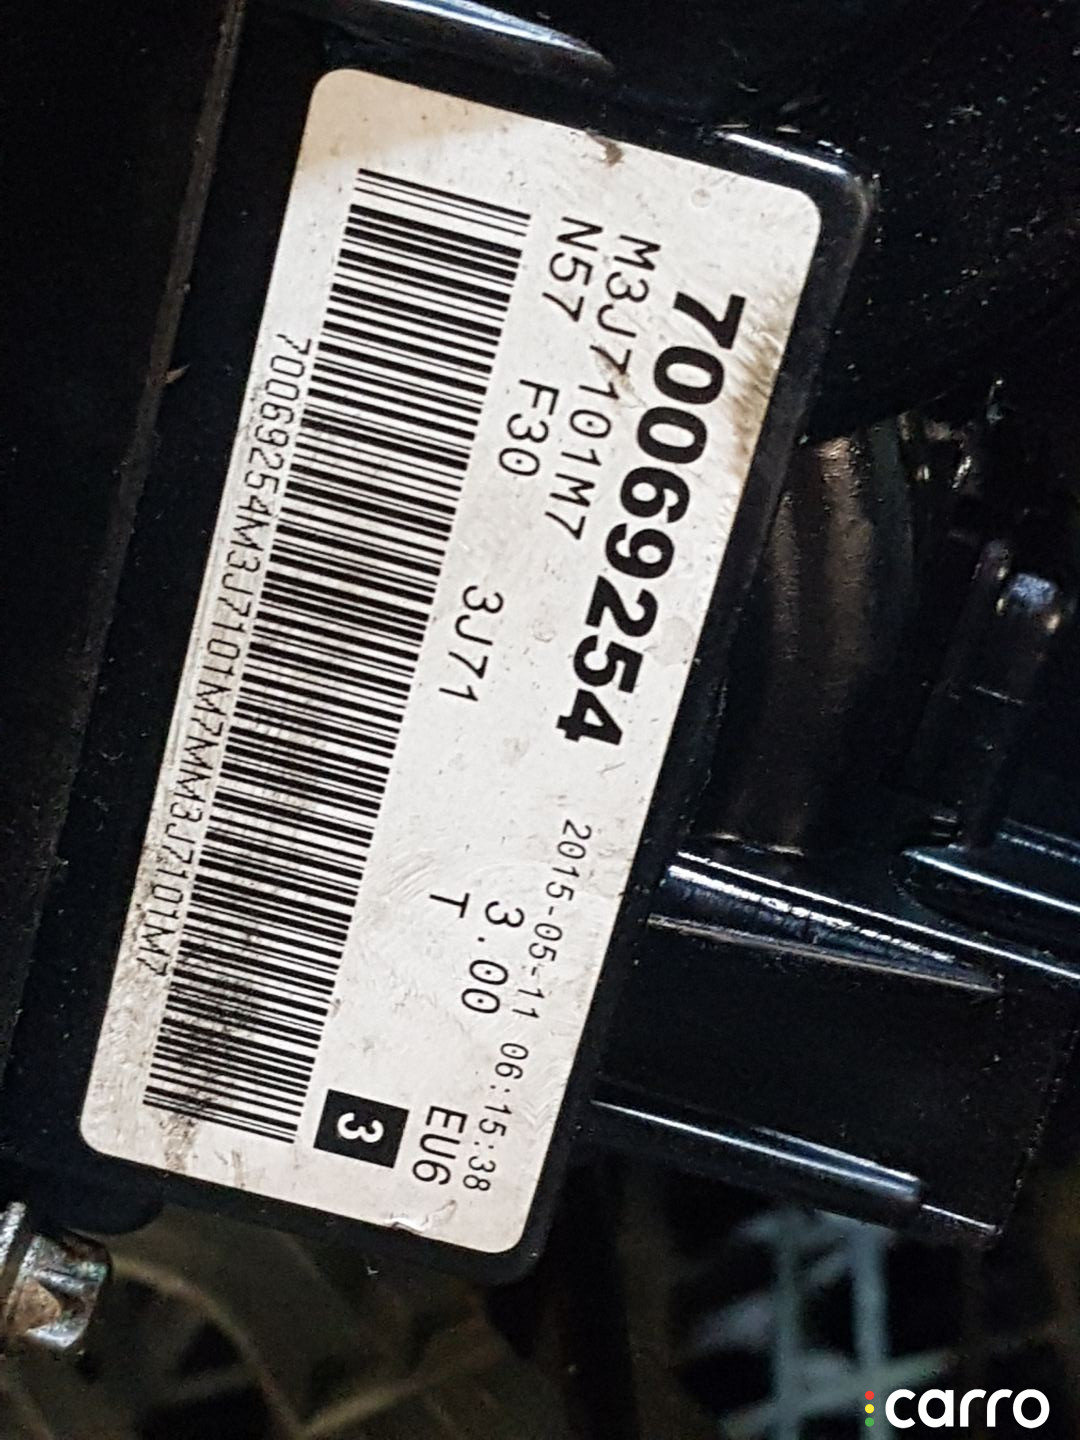 70069254 2015-05-11 06:15:38
M3J7101M7 3.00 EU6
N57 F30 3J71 T 3
70069254M3J7101M7MM3J7101M7
carro